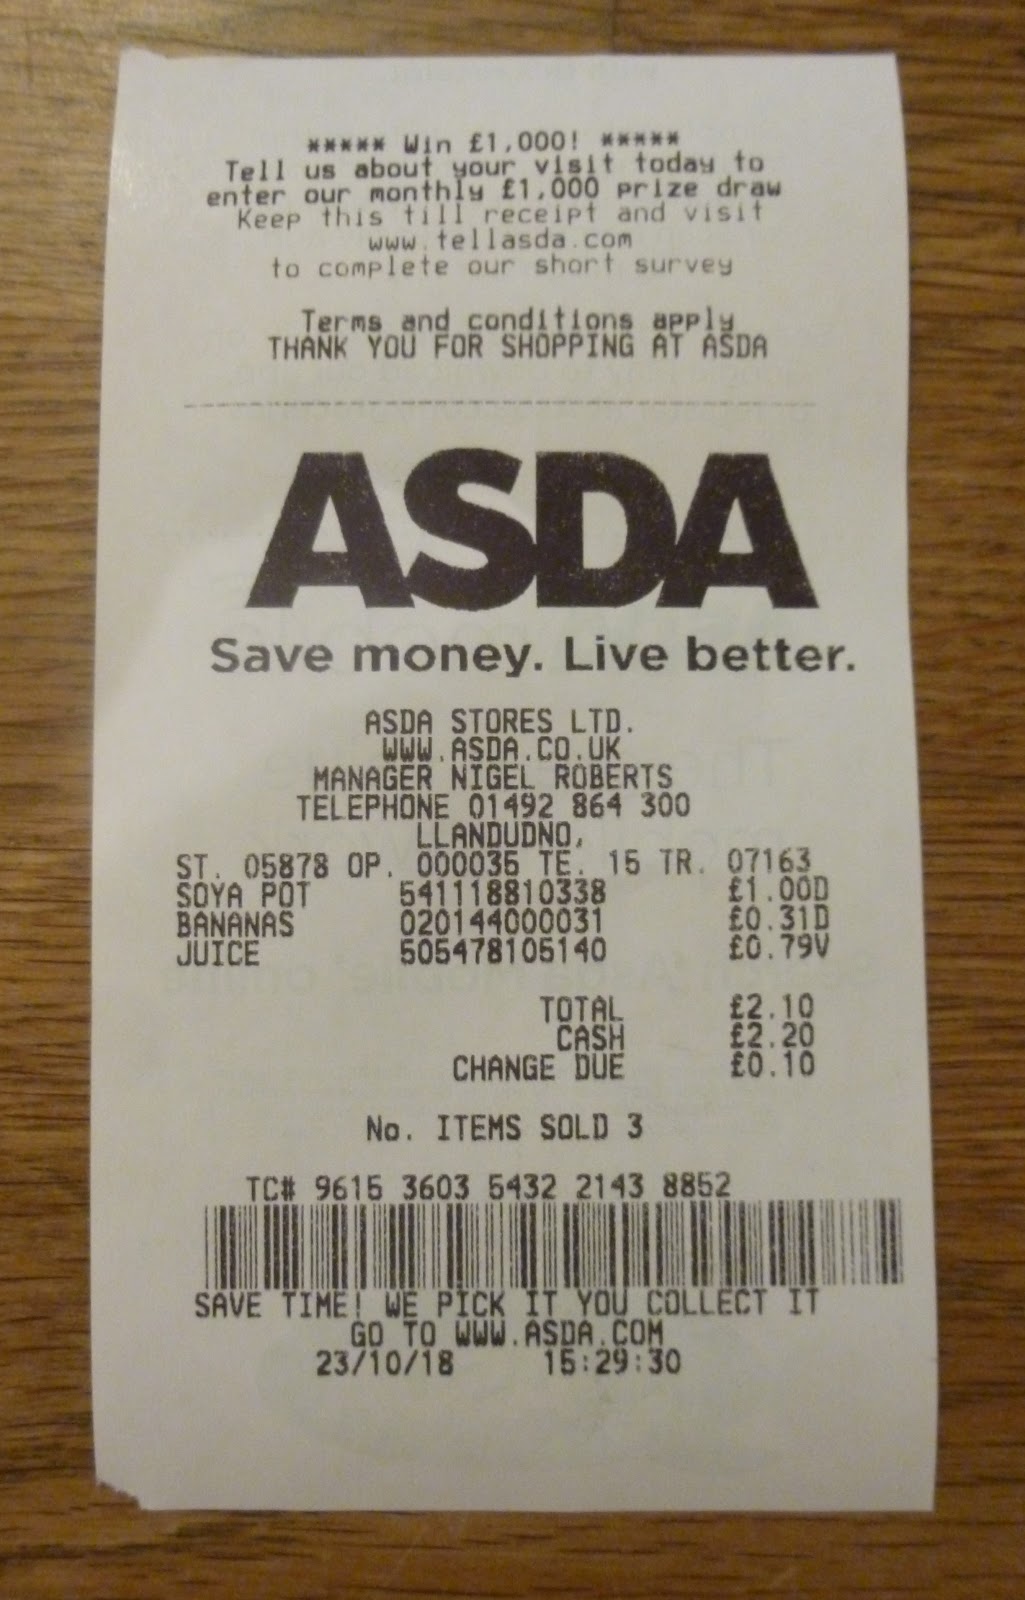 ***** Win £1,000! *****
Tell us about your visit today to
enter our monthly £1,000 prize draw
Keep this till receipt and visit
www.tellasda.com
to complete our short survey
Terms and conditions apply
THANK YOU FOR SHOPPING AT ASDA
ASDA
Save money. Live better.
ASDA STORES LTD.
WWW.ASDA.CO.UK
MANAGER NIGEL ROBERTS
TELEPHONE 01492 864 300
LLANDUDNO,
ST. 05878 OP. 000035 TE. 15 TR. 07163
SOYA POT 541118810338 £1.00D
BANANAS 020144000031 £0.31D
JUICE 505478105140 £0.79V
TOTAL £2.10
CASH £2.20
CHANGE DUE £0.10
No. ITEMS SOLD 3
TC# 9615 3603 5432 2143 8852
SAVE TIME! WE PICK IT YOU COLLECT IT
GO TO WWW.ASDA.COM
23/10/18 15:29:30